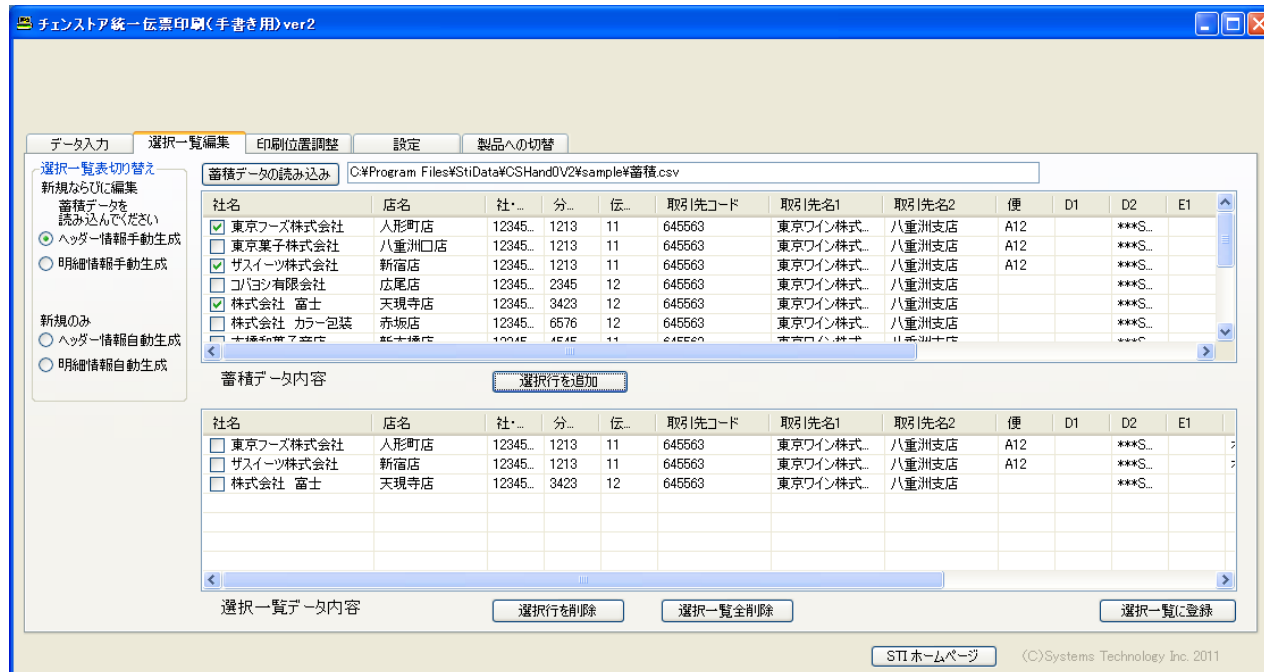 チェンストア統一伝票印刷(手書き用)ver2
データ入力 選択一覧編集 印刷位置調整 設定 製品への切替
選択一覧表切り替え
新規ならびに編集
蓄積データを
読み込んでください
ヘッダー情報手動生成
明細情報手動生成
新規のみ
ヘッダー情報自動生成
明細情報自動生成
蓄積データの読み込み C:¥Program Files¥StiData¥CSHand0V2¥sample¥蓄積.csv
社名 店名 社・... 分... 伝... 取引先コード 取引先名1 取引先名2 便 D1 D2 E1
東京フーズ株式会社 人形町店 12345... 1213 11 645563 東京ワイン株式... 八重洲支店 A12 ***S...
東京菓子株式会社 八重洲口店 12345... 1213 11 645563 東京ワイン株式... 八重洲支店 A12 ***S...
ザスイーツ株式会社 新宿店 12345... 1213 11 645563 東京ワイン株式... 八重洲支店 A12 ***S...
コバヨシ有限会社 広尾店 12345... 2345 12 645563 東京ワイン株式... 八重洲支店 ***S...
株式会社 富士 天現寺店 12345... 3423 12 645563 東京ワイン株式... 八重洲支店 ***S...
株式会社 カラー包装 赤坂店 12345... 6576 12 645563 東京ワイン株式... 八重洲支店 ***S...
蓄積データ内容 選択行を追加
社名 店名 社・... 分... 伝... 取引先コード 取引先名1 取引先名2 便 D1 D2 E1
東京フーズ株式会社 人形町店 12345... 1213 11 645563 東京ワイン株式... 八重洲支店 A12 ***S...
ザスイーツ株式会社 新宿店 12345... 1213 11 645563 東京ワイン株式... 八重洲支店 A12 ***S...
株式会社 富士 天現寺店 12345... 3423 12 645563 東京ワイン株式... 八重洲支店 ***S...
選択一覧データ内容 選択行を削除 選択一覧全削除 選択一覧に登録
STI ホームページ (C)Systems Technology Inc. 2011